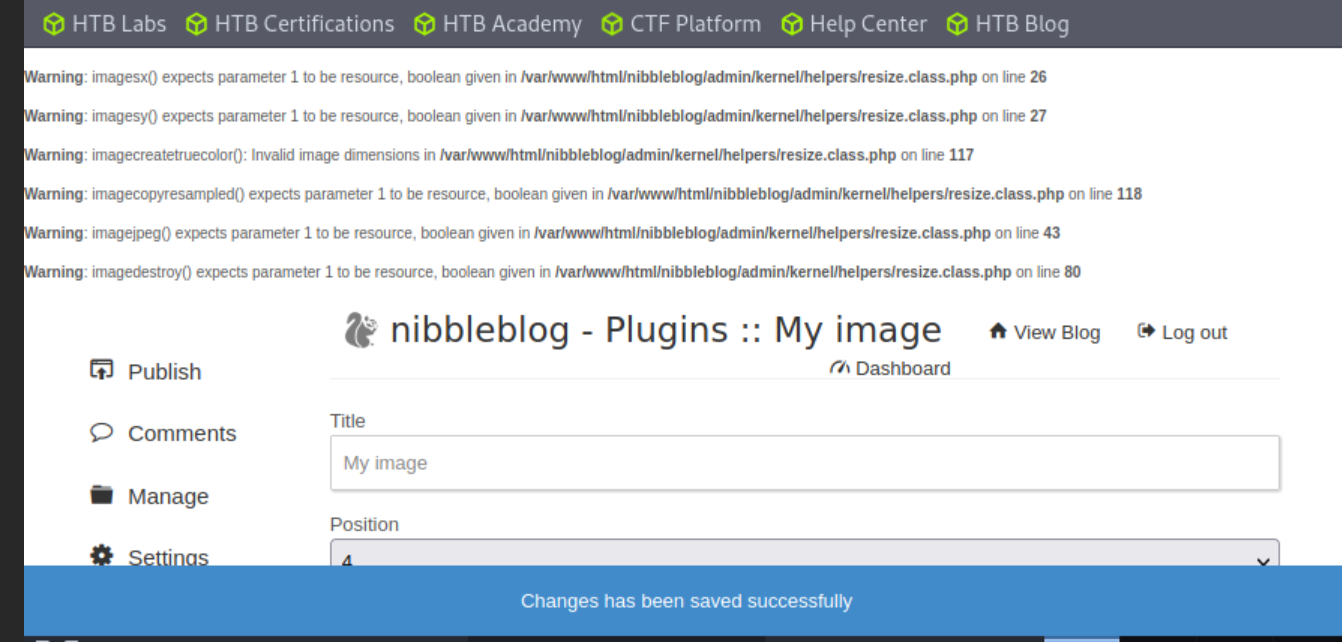 HTB Labs HTB Certifications HTB Academy CTF Platform Help Center HTB Blog
Warning: imagesx() expects parameter 1 to be resource, boolean given in /var/www/html/nibbleblog/admin/kernel/helpers/resize.class.php on line 26
Warning: imagesy() expects parameter 1 to be resource, boolean given in /var/www/html/nibbleblog/admin/kernel/helpers/resize.class.php on line 27
Warning: imagecreatetruecolor(): Invalid image dimensions in /var/www/html/nibbleblog/admin/kernel/helpers/resize.class.php on line 117
Warning: imagecopyresampled() expects parameter 1 to be resource, boolean given in /var/www/html/nibbleblog/admin/kernel/helpers/resize.class.php on line 118
Warning: imagejpeg() expects parameter 1 to be resource, boolean given in /var/www/html/nibbleblog/admin/kernel/helpers/resize.class.php on line 43
Warning: imagedestroy() expects parameter 1 to be resource, boolean given in /var/www/html/nibbleblog/admin/kernel/helpers/resize.class.php on line 80
nibbleblog - Plugins :: My image View Blog Log out
Dashboard
Publish
Comments
Manage
Settings
Title
My image
Position
4
Changes has been saved successfully